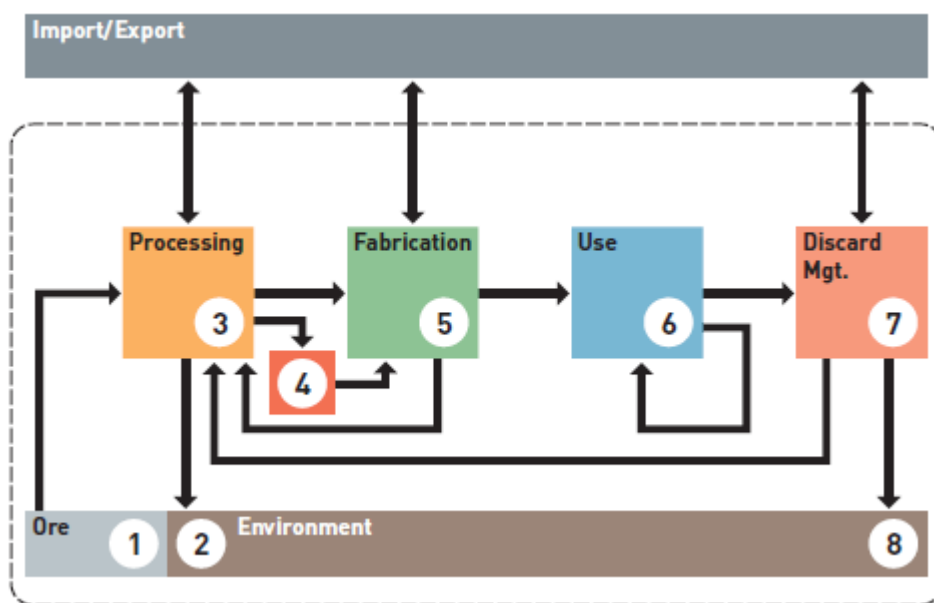 Import/Export
Processing
Fabrication
Use
Discard
Mgt.
3
5
6
7
4
Ore
1
2
Environment
8